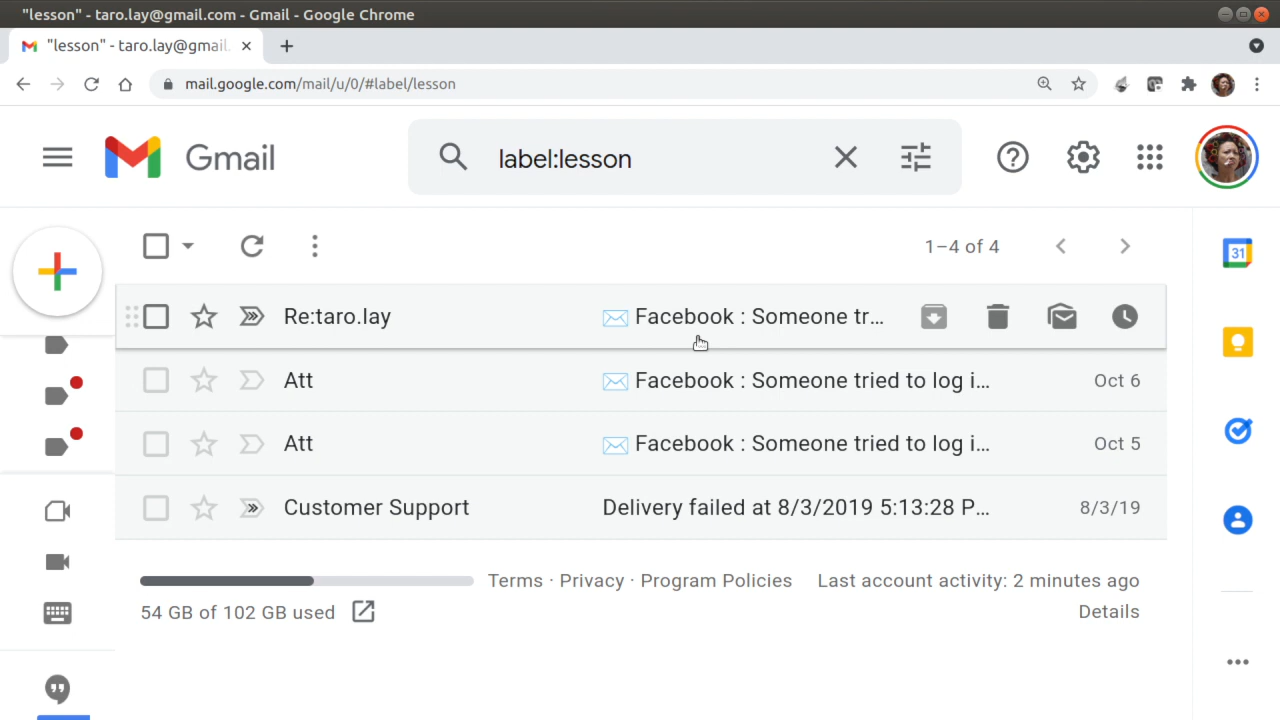 "lesson" - taro.lay@gmail.com - Gmail - Google Chrome
"lesson" - taro.lay@gmail.
mail.google.com/mail/u/0/#label/lesson
Gmail
label:lesson
1–4 of 4
31
Re:taro.lay ✉️ Facebook : Someone tr...
Att ✉️ Facebook : Someone tried to log i... Oct 6
Att ✉️ Facebook : Someone tried to log i... Oct 5
Customer Support Delivery failed at 8/3/2019 5:13:28 P... 8/3/19
Terms · Privacy · Program Policies Last account activity: 2 minutes ago
54 GB of 102 GB used Details